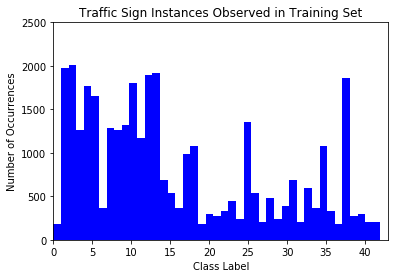 Traffic Sign Instances Observed in Training Set
Number of Occurrences
2500
2000
1500
1000
500
0
0 5 10 15 20 25 30 35 40
Class Label